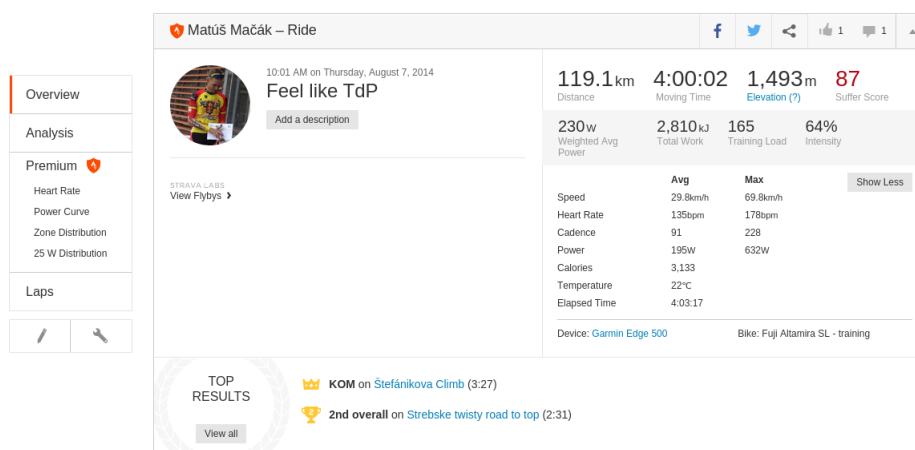 Matúš Mačák – Ride
1
1
Overview
Analysis
Premium
Heart Rate
Power Curve
Zone Distribution
25 W Distribution
Laps
10:01 AM on Thursday, August 7, 2014
Feel like TdP
Add a description
STRAVA LABS
View Flybys
119.1km 4:00:02 1,493m 87
Distance Moving Time Elevation (?) Suffer Score
230W 2,810kJ 165 64%
Weighted Avg Power Total Work Training Load Intensity
Avg Max
Show Less
Speed 29.8km/h 69.8km/h
Heart Rate 135bpm 178bpm
Cadence 91 228
Power 195W 632W
Calories 3,133
Temperature 22℃
Elapsed Time 4:03:17
Device: Garmin Edge 500 Bike: Fuji Altamira SL - training
TOP
RESULTS
View all
KOM on Štefánikova Climb (3:27)
2
2nd overall on Strebske twisty road to top (2:31)